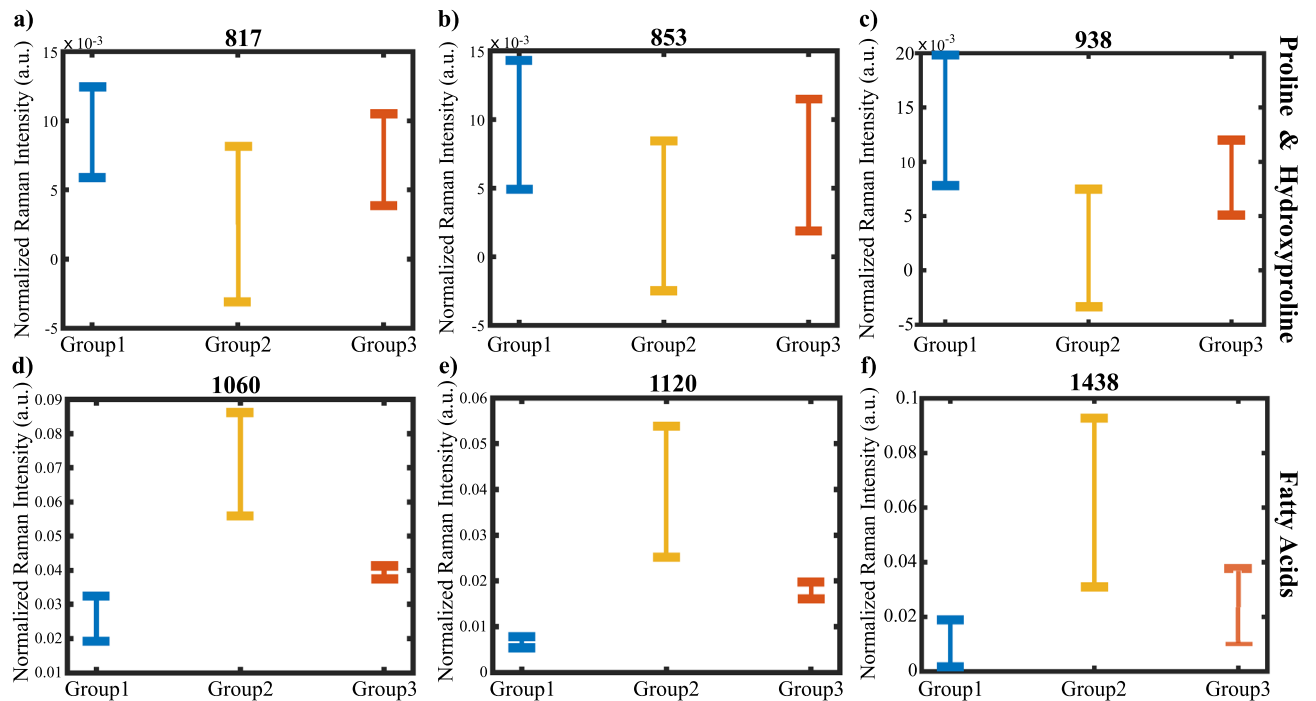 a)
817
x 10-3
Normalized Raman Intensity (a.u.)
15
10
5
0
-5
Group1
Group2
Group3
b)
853
x 10-3
Normalized Raman Intensity (a.u.)
15
10
5
0
-5
Group1
Group2
Group3
c)
938
x 10-3
Normalized Raman Intensity (a.u.)
20
15
10
5
0
-5
Group1
Group2
Group3
Proline & Hydroxyproline
d)
1060
Normalized Raman Intensity (a.u.)
0.09
0.08
0.07
0.06
0.05
0.04
0.03
0.02
0.01
Group1
Group2
Group3
e)
1120
Normalized Raman Intensity (a.u.)
0.06
0.05
0.04
0.03
0.02
0.01
0
Group1
Group2
Group3
f)
1438
Normalized Raman Intensity (a.u.)
0.1
0.08
0.06
0.04
0.02
0
Group1
Group2
Group3
Fatty Acids